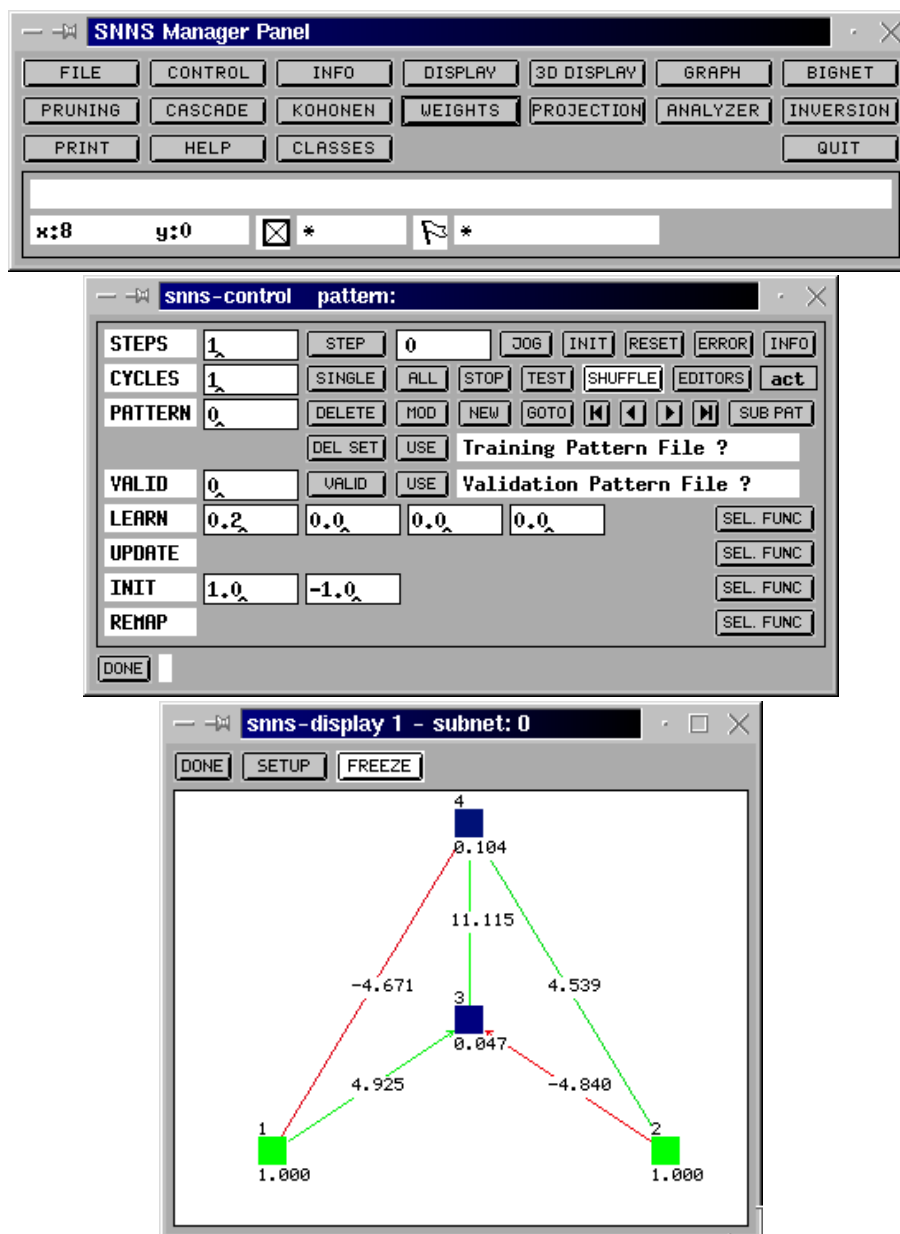 SNNS Manager Panel
FILE CONTROL INFO DISPLAY 3D DISPLAY GRAPH BIGNET
PRUNING CASCADE KOHONEN WEIGHTS PROJECTION ANALYZER INVERSION
PRINT HELP CLASSES QUIT
x:8 y:0 * *
snns-control pattern:
STEPS 1 STEP 0 JOG INIT RESET ERROR INFO
CYCLES 1 SINGLE ALL STOP TEST SHUFFLE EDITORS act
PATTERN 0 DELETE MOD NEW GOTO SUB PAT
DEL SET USE Training Pattern File ?
VALID 0 VALID USE Validation Pattern File ?
LEARN 0.2 0.0 0.0 0.0 SEL. FUNC
UPDATE SEL. FUNC
INIT 1.0 -1.0 SEL. FUNC
REMAP SEL. FUNC
DONE
snns-display 1 - subnet: 0
DONE SETUP FREEZE
4
0.104
11.115
-4.671 4.539
3
0.047
4.925 -4.840
1 2
1.000 1.000